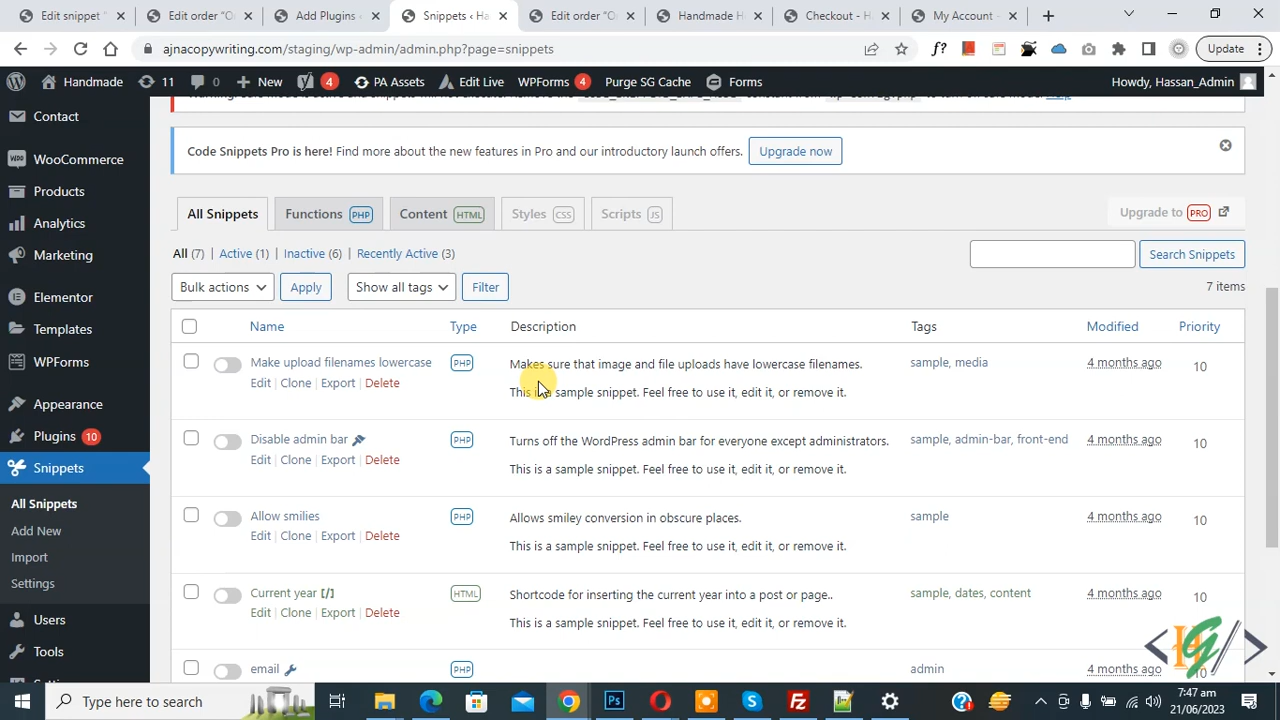 Edit snippet "
Edit order "O
Add Plugins ‹
Snippets ‹ Ha
Edit order "O
Handmade H
Checkout - H
My Account -
ajnacopywriting.com/staging/wp-admin/admin.php?page=snippets
f?
Update
Handmade
11
0
New
4
PA Assets
Edit Live
WPForms
4
Purge SG Cache
Forms
Howdy, Hassan_Admin
Contact
WooCommerce
Products
Analytics
Marketing
Elementor
Templates
WPForms
Appearance
Plugins 10
Snippets
All Snippets
Add New
Import
Settings
Users
Tools
Code Snippets Pro is here! Find more about the new features in Pro and our introductory launch offers.
Upgrade now
All Snippets
Functions PHP
Content HTML
Styles CSS
Scripts JS
Upgrade to PRO
All (7) | Active (1) | Inactive (6) | Recently Active (3)
Search Snippets
Bulk actions
Apply
Show all tags
Filter
7 items
Name Type Description Tags Modified Priority
Make upload filenames lowercase PHP Makes sure that image and file uploads have lowercase filenames. sample, media 4 months ago 10
Edit | Clone | Export | Delete This is a sample snippet. Feel free to use it, edit it, or remove it.
Disable admin bar PHP Turns off the WordPress admin bar for everyone except administrators. sample, admin-bar, front-end 4 months ago 10
Edit | Clone | Export | Delete This is a sample snippet. Feel free to use it, edit it, or remove it.
Allow smilies PHP Allows smiley conversion in obscure places. sample 4 months ago 10
Edit | Clone | Export | Delete This is a sample snippet. Feel free to use it, edit it, or remove it.
Current year [/] HTML Shortcode for inserting the current year into a post or page.. sample, dates, content 4 months ago 10
Edit | Clone | Export | Delete This is a sample snippet. Feel free to use it, edit it, or remove it.
email PHP admin 4 months ago 10
Type here to search
7:47 am
21/06/2023